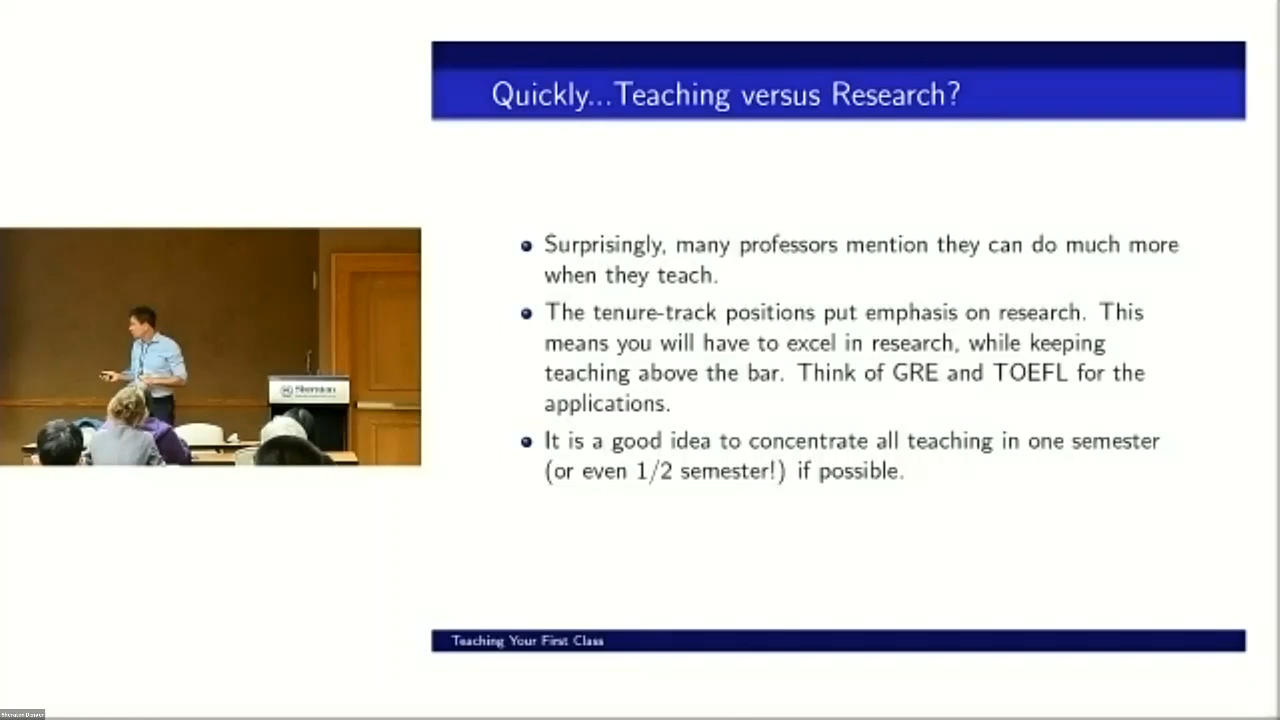 Quickly...Teaching versus Research?
Surprisingly, many professors mention they can do much more
when they teach.
The tenure-track positions put emphasis on research. This
means you will have to excel in research, while keeping
teaching above the bar. Think of GRE and TOEFL for the
applications.
It is a good idea to concentrate all teaching in one semester
(or even 1/2 semester!) if possible.
Sheraton
Teaching Your First Class
Sheraton Denver